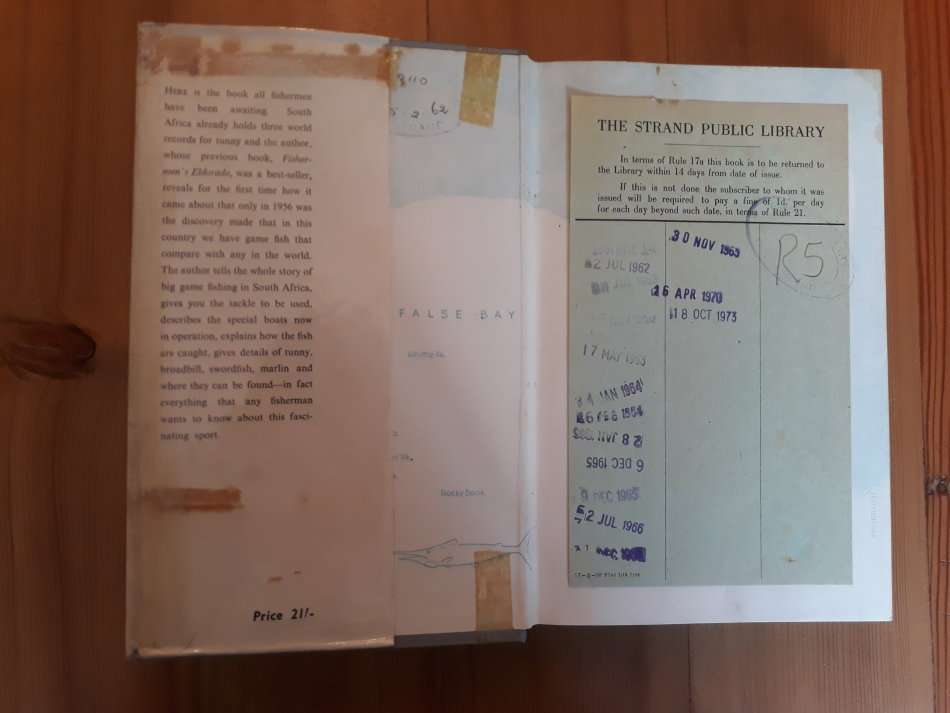 HERE is the book all fishermen
have been awaiting. South
Africa already holds three world
records for tunny and the author,
whose previous book, Fisher-
men's Eldorado, was a best-seller,
reveals for the first time how it
came about that only in 1956 was
the discovery made that in this
country we have game fish that
compare with any in the world.
The author tells the whole story of
big game fishing in South Africa,
gives you the tackle to be used,
describes the special boats now
in operation, explains how the fish
are caught, gives details of tunny,
broadbill, swordfish, marlin and
where they can be found—in fact
everything that any fisherman
wants to know about this fasci-
nating sport.
Price 21/-
2. 62
FALSE BAY
Rocky Bank
THE STRAND PUBLIC LIBRARY
In terms of Rule 17a this book is to be returned to
the Library within 14 days from date of issue.
If this is not done the subscriber to whom it was
issued will be required to pay a fine of 1d. per day
for each day beyond such date, in terms of Rule 21.
2 JUL 1962
17 MAY 1963
JAN 1964
FEB 1964
6 DEC 1965
9 DEC 1965
2 JUL 1966
30 NOV 1965
16 APR 1970
18 OCT 1973
R5